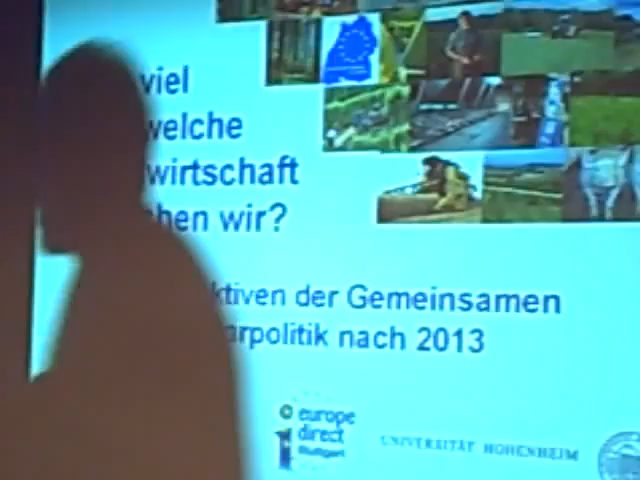 viel
welche
wirtschaft
hen wir?
ktiven der Gemeinsamen
arpolitik nach 2013
europe
direct
Stuttgart
UNIVERSITÄT HOHENHEIM